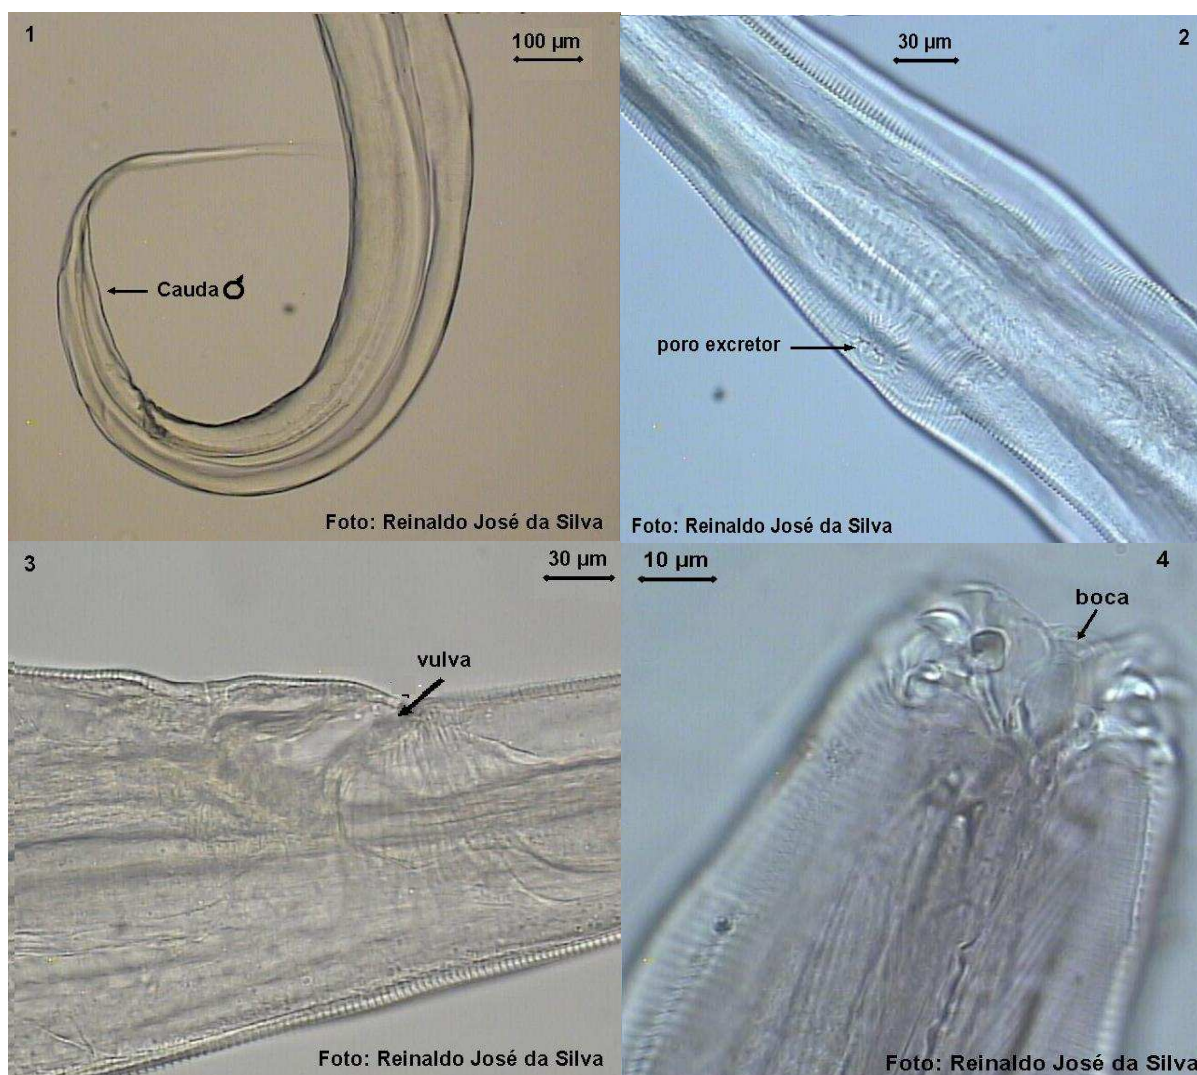 1
100 µm
Cauda ♂
Foto: Reinaldo José da Silva
2
30 µm
poro excretor
Foto: Reinaldo José da Silva
3
30 µm
vulva
Foto: Reinaldo José da Silva
4
10 µm
boca
Foto: Reinaldo José da Silva